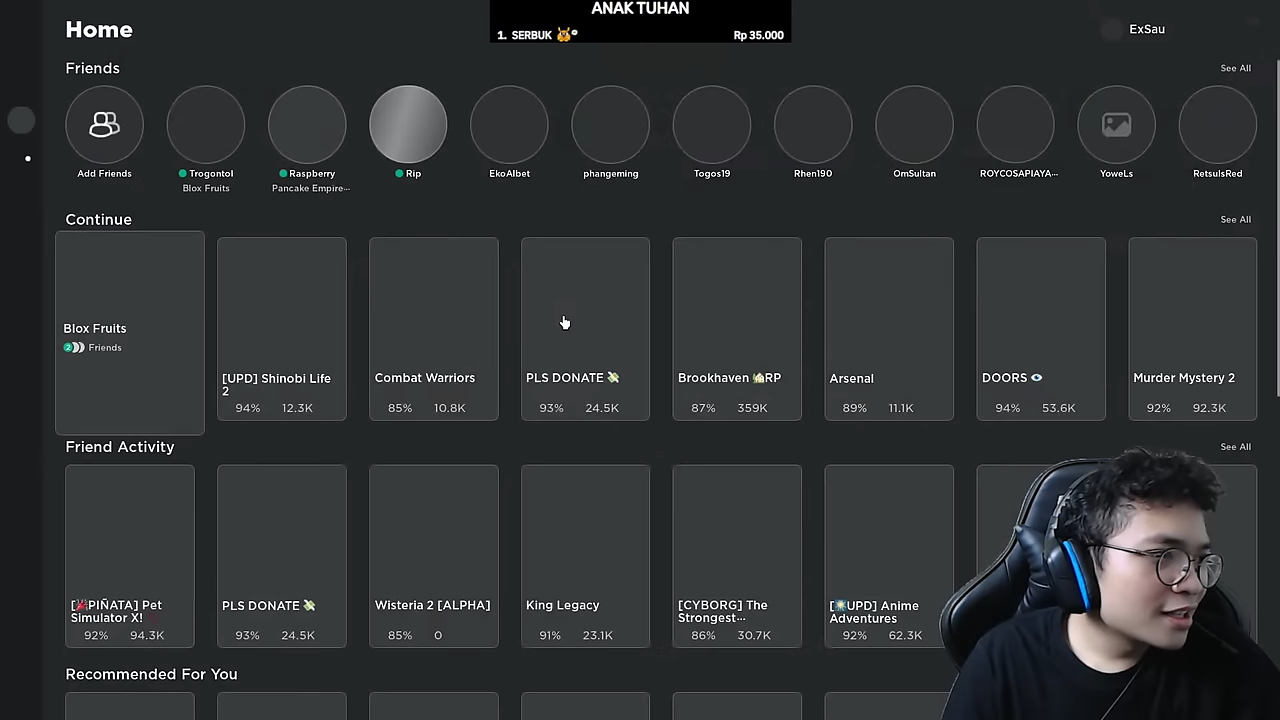 ANAK TUHAN
1. SERBUK Rp 35.000
Home
ExSau
Friends
See All
Add Friends
Trogontol
Blox Fruits
Raspberry
Pancake Empire...
Rip
EkoAlbet
phangeming
Togos19
Rhen190
OmSultan
ROYCOSAPIAYA...
YoweLs
RetsulsRed
Continue
See All
Blox Fruits
2 Friends
[UPD] Shinobi Life
2
94% 12.3K
Combat Warriors
85% 10.8K
PLS DONATE 💸
93% 24.5K
Brookhaven 🏡RP
87% 359K
Arsenal
89% 11.1K
DOORS 👁️
94% 53.6K
Murder Mystery 2
92% 92.3K
Friend Activity
See All
[🎉PIÑATA] Pet
Simulator X!
92% 94.3K
PLS DONATE 💸
93% 24.5K
Wisteria 2 [ALPHA]
85% 0
King Legacy
91% 23.1K
[CYBORG] The
Strongest...
86% 30.7K
[UPD] Anime
Adventures
92% 62.3K
Recommended For You